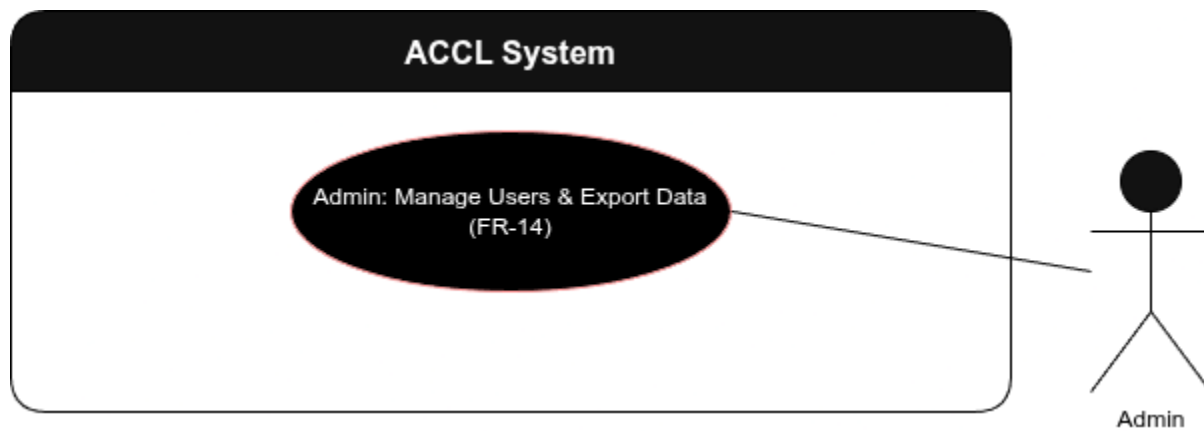 ACCL System
Admin: Manage Users & Export Data
(FR-14)
Admin